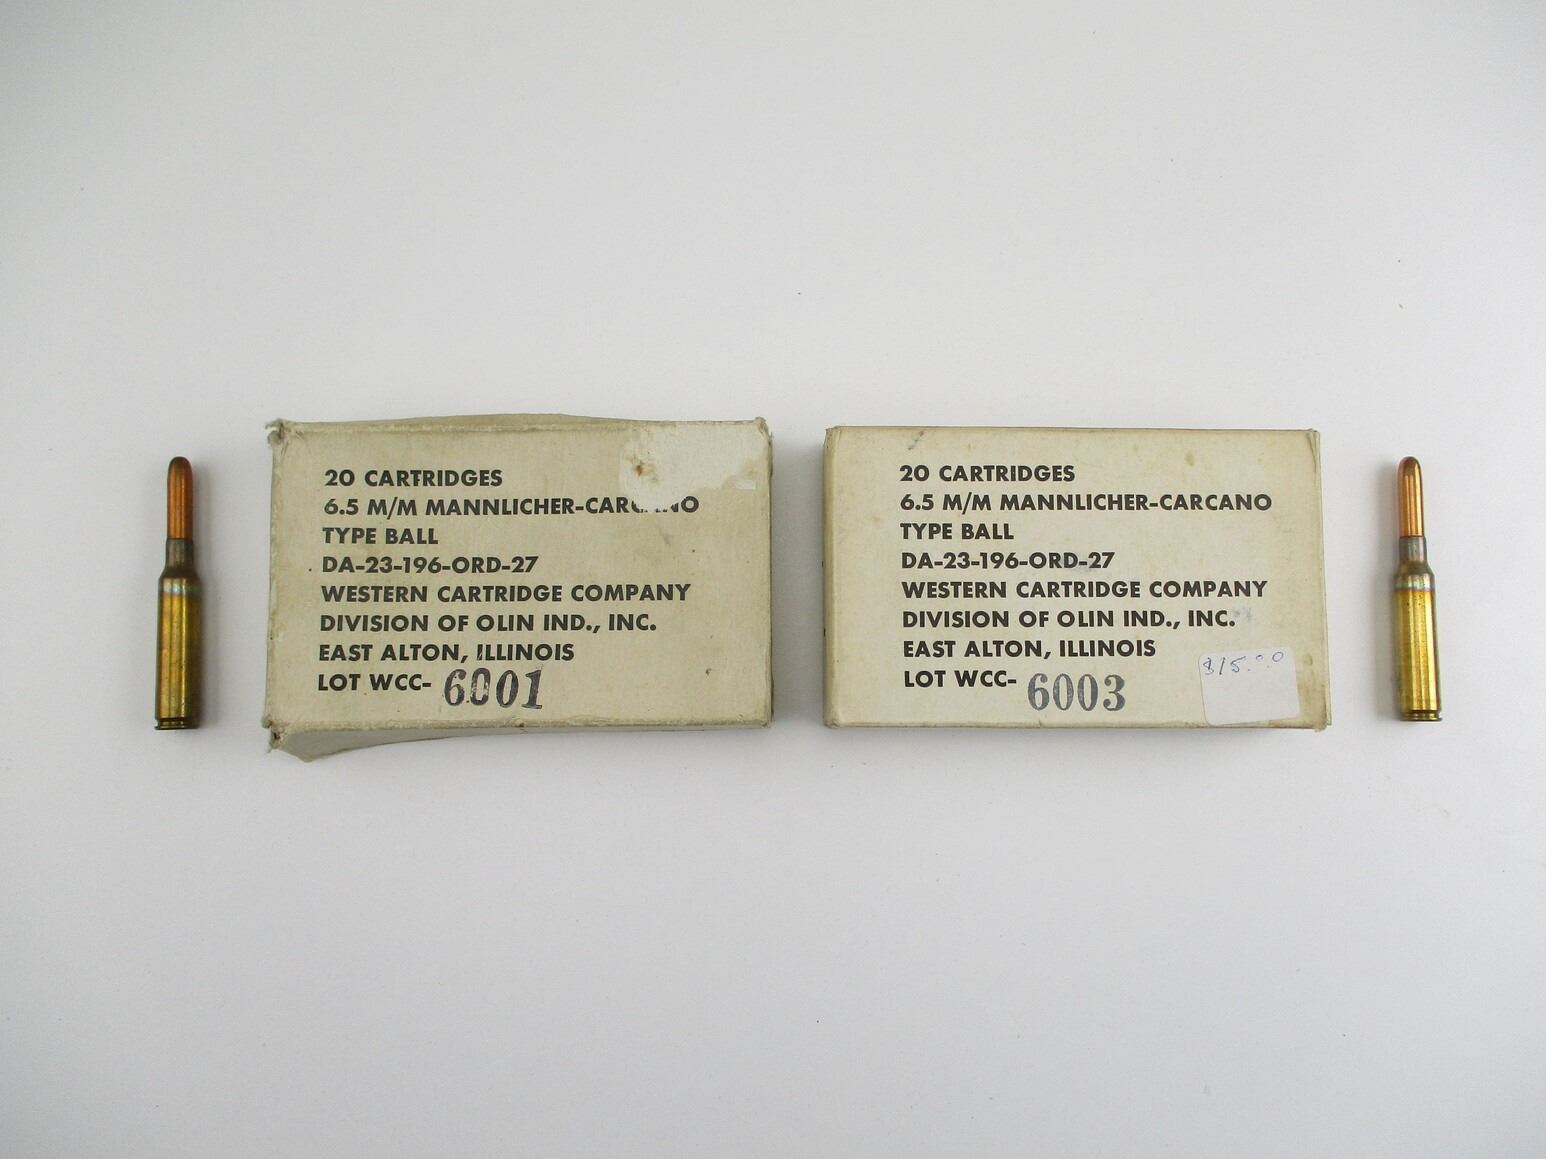 20 CARTRIDGES
6.5 M/M MANNLICHER-CARCANO
TYPE BALL
DA-23-196-ORD-27
WESTERN CARTRIDGE COMPANY
DIVISION OF OLIN IND., INC.
EAST ALTON, ILLINOIS
LOT WCC- 6001
20 CARTRIDGES
6.5 M/M MANNLICHER-CARCANO
TYPE BALL
DA-23-196-ORD-27
WESTERN CARTRIDGE COMPANY
DIVISION OF OLIN IND., INC.
EAST ALTON, ILLINOIS
LOT WCC- 6003
$15.00